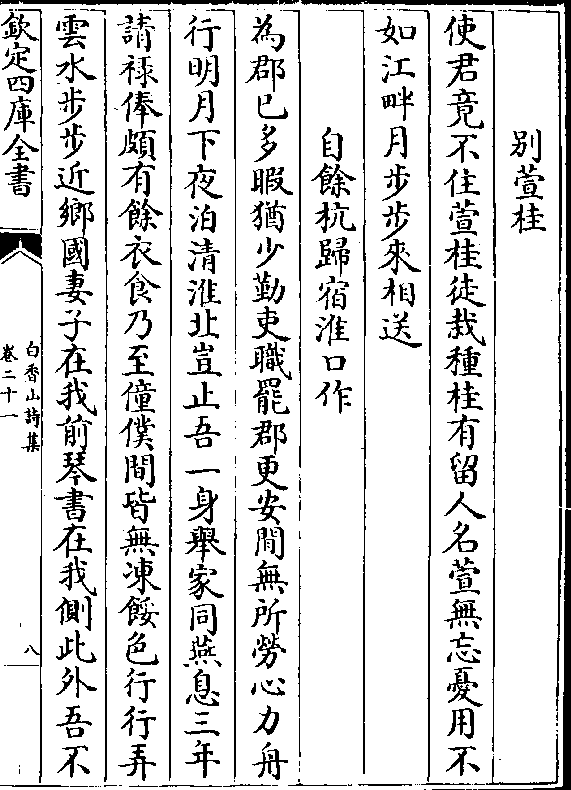 別萱桂
使君竟不住萱桂徒栽種桂有留人名萱無忘憂用不
如江畔月步步來相送
自餘杭歸宿淮口作
為郡已多暇猶少勤吏職罷郡更安閒無所勞心力舟
行明月下夜泊清淮北豈止吾一身舉家同燕息三年
請祿俸頗有餘衣食乃至僮僕間皆無凍餒色行行弄
雲水步步近鄉國妻子在我前琴書在我側此外吾不
欽定四庫全書
白香山詩集
卷二十一
八